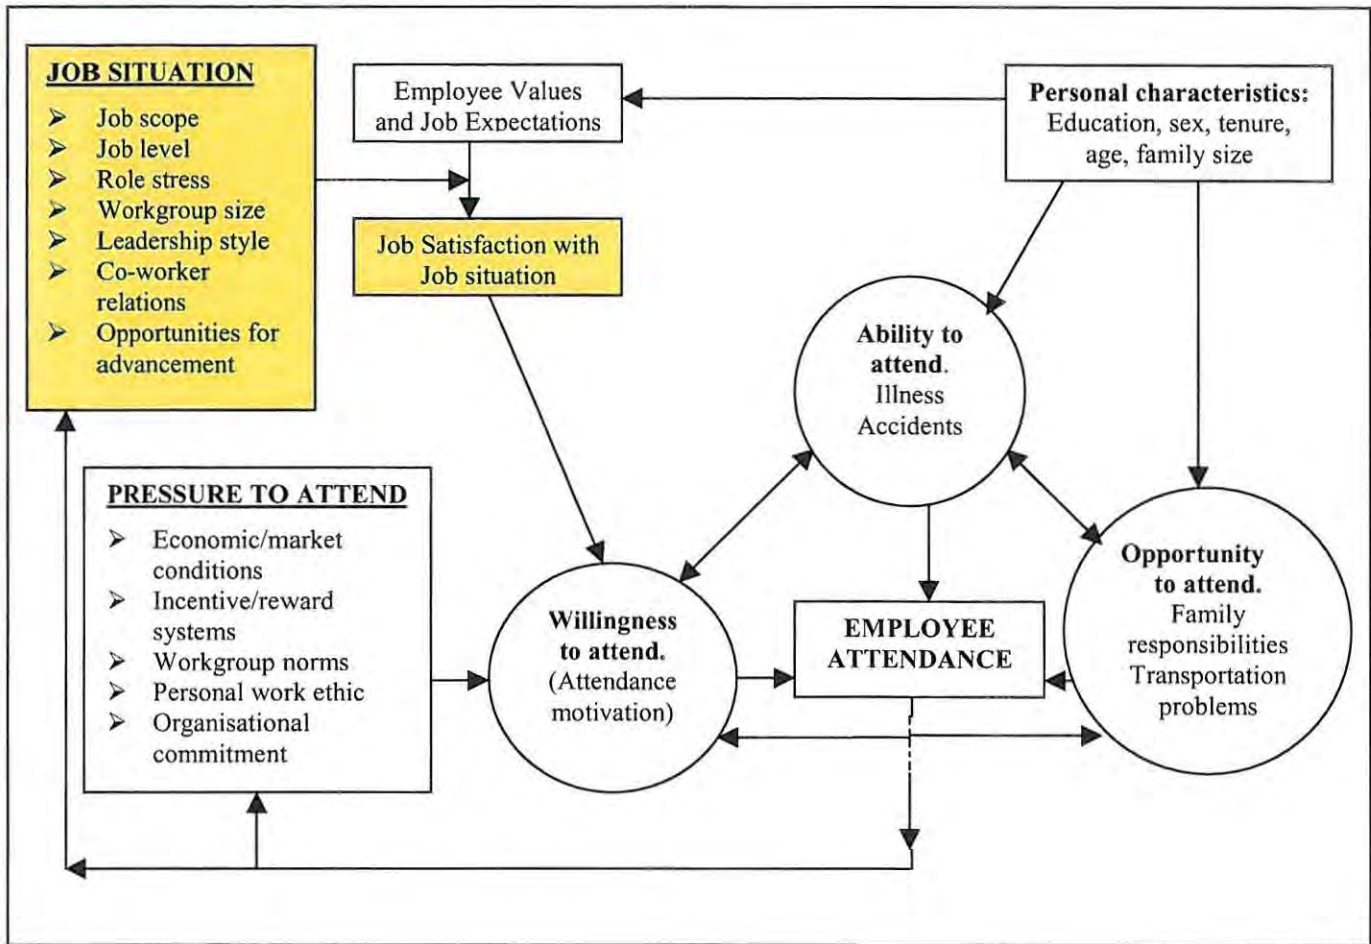 JOB SITUATION
➢ Job scope
➢ Job level
➢ Role stress
➢ Workgroup size
➢ Leadership style
➢ Co-worker
relations
➢ Opportunities for
advancement
Employee Values
and Job Expectations
Personal characteristics:
Education, sex, tenure,
age, family size
Job Satisfaction with
Job situation
Ability to
attend.
Illness
Accidents
PRESSURE TO ATTEND
➢ Economic/market
conditions
➢ Incentive/reward
systems
➢ Workgroup norms
➢ Personal work ethic
➢ Organisational
commitment
Willingness
to attend.
(Attendance
motivation)
EMPLOYEE
ATTENDANCE
Opportunity
to attend.
Family
responsibilities
Transportation
problems